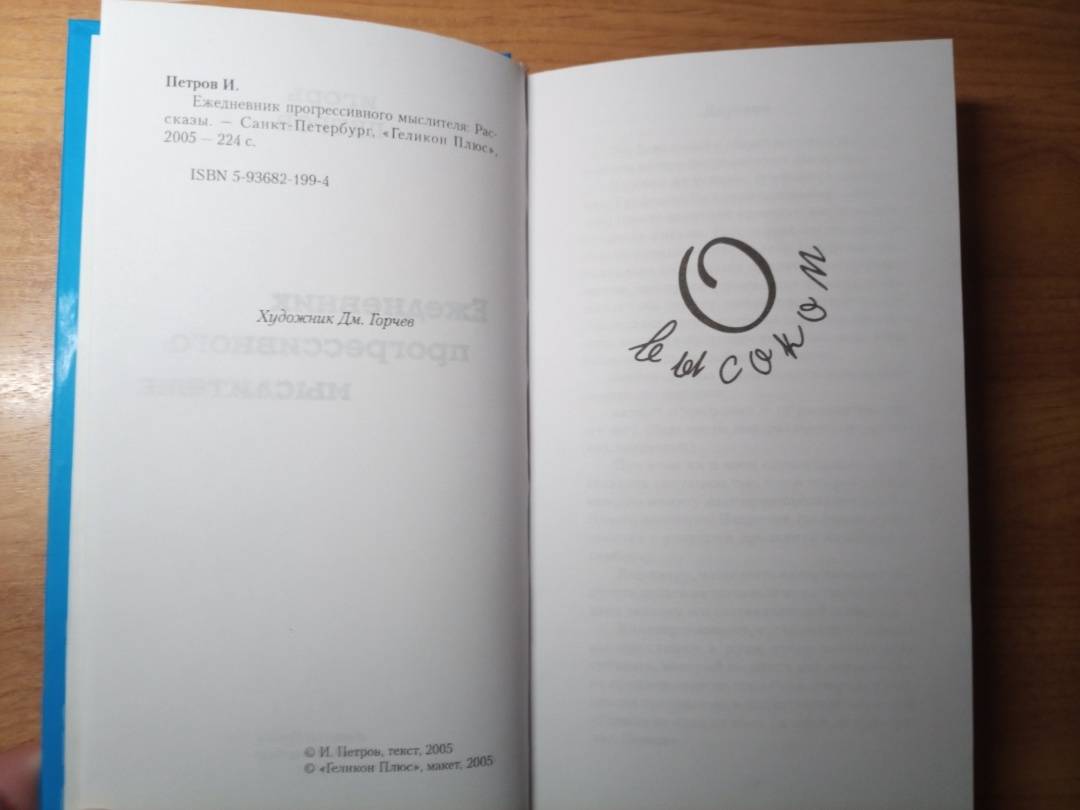 Петров И.
Ежедневник прогрессивного мыслителя: Рас-
сказы. — Санкт-Петербург, «Геликон Плюс»,
2005 — 224 с.
ISBN 5-93682-199-4
Художник Дм. Горчев
© И. Петров, текст, 2005
© «Геликон Плюс», макет, 2005
О
высоком